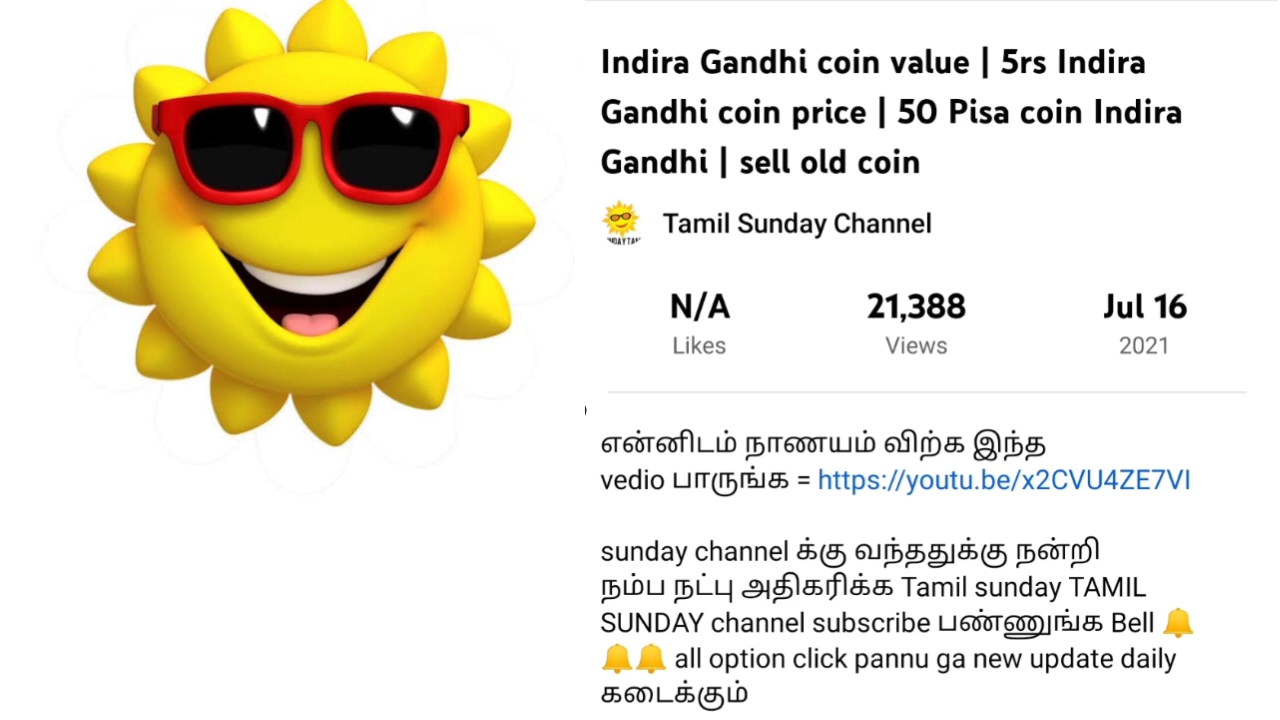 Indira Gandhi coin value | 5rs Indira
Gandhi coin price | 50 Pisa coin Indira
Gandhi | sell old coin
Tamil Sunday Channel
N/A 21,388 Jul 16
Likes Views 2021
என்னிடம் நாணயம் விற்க இந்த
vedio பாருங்க = https://youtu.be/x2CVU4ZE7VI
sunday channel க்கு வந்ததுக்கு நன்றி
நம்ப நட்பு அதிகரிக்க Tamil sunday TAMIL
SUNDAY channel subscribe பண்ணுங்க Bell 🔔
🔔🔔 all option click pannu ga new update daily
கடைக்கும்